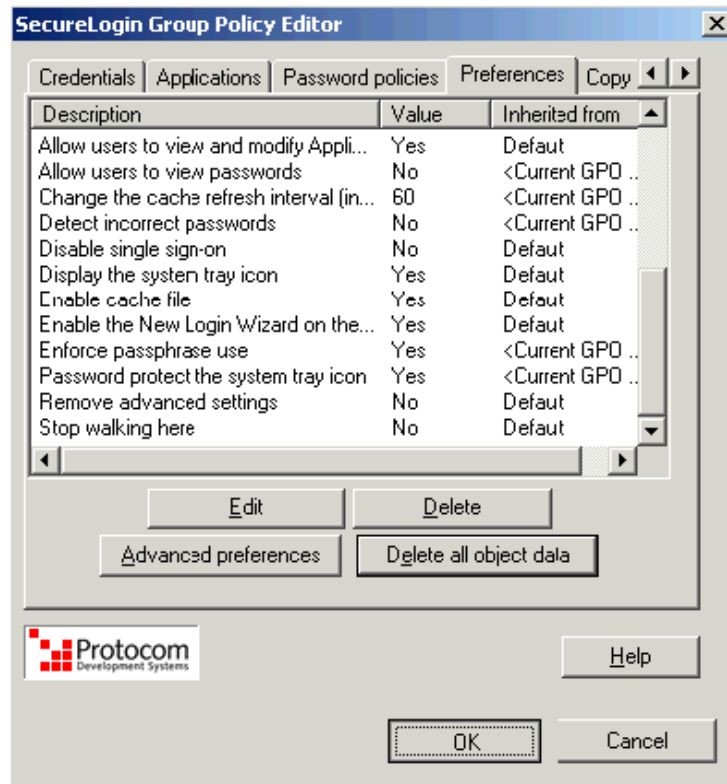 SecureLogin Group Policy Editor
Credentials Applications Password policies Preferences Copy
Description Value Inherited from
Allow users to view and modify Appli... Yes Defaut
Allow users to view passwords No <Current GPO ..
Change the cache refresh interval (in... 60 <Current GPO ..
Detect incorrect passwords No <Current GPO ..
Disable single sign-on No Defaut
Display the system tray icon Yes Defaut
Enable cache file Yes Defaut
Enable the New Login Wizard on the... Yes Defaut
Enforce passphrase use Yes <Current GPO ..
Password protect the system tray icon Yes <Current GPO ..
Remove advanced settings No Defaut
Stop walking here No Defaut
Edit Delete
Advanced preferences Delete all object data
Protocom
Development Systems
Help
OK Cancel